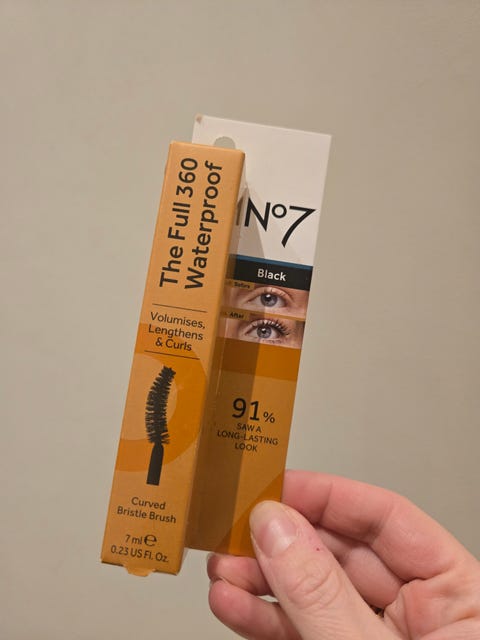 The Full 360
Waterproof
Volumises,
Lengthens
& Curls
Curved
Bristle Brush
7 ml ℮
0.23 US Fl. Oz.
No7
Black
Before
After
91%
SAW A
LONG-LASTING
LOOK